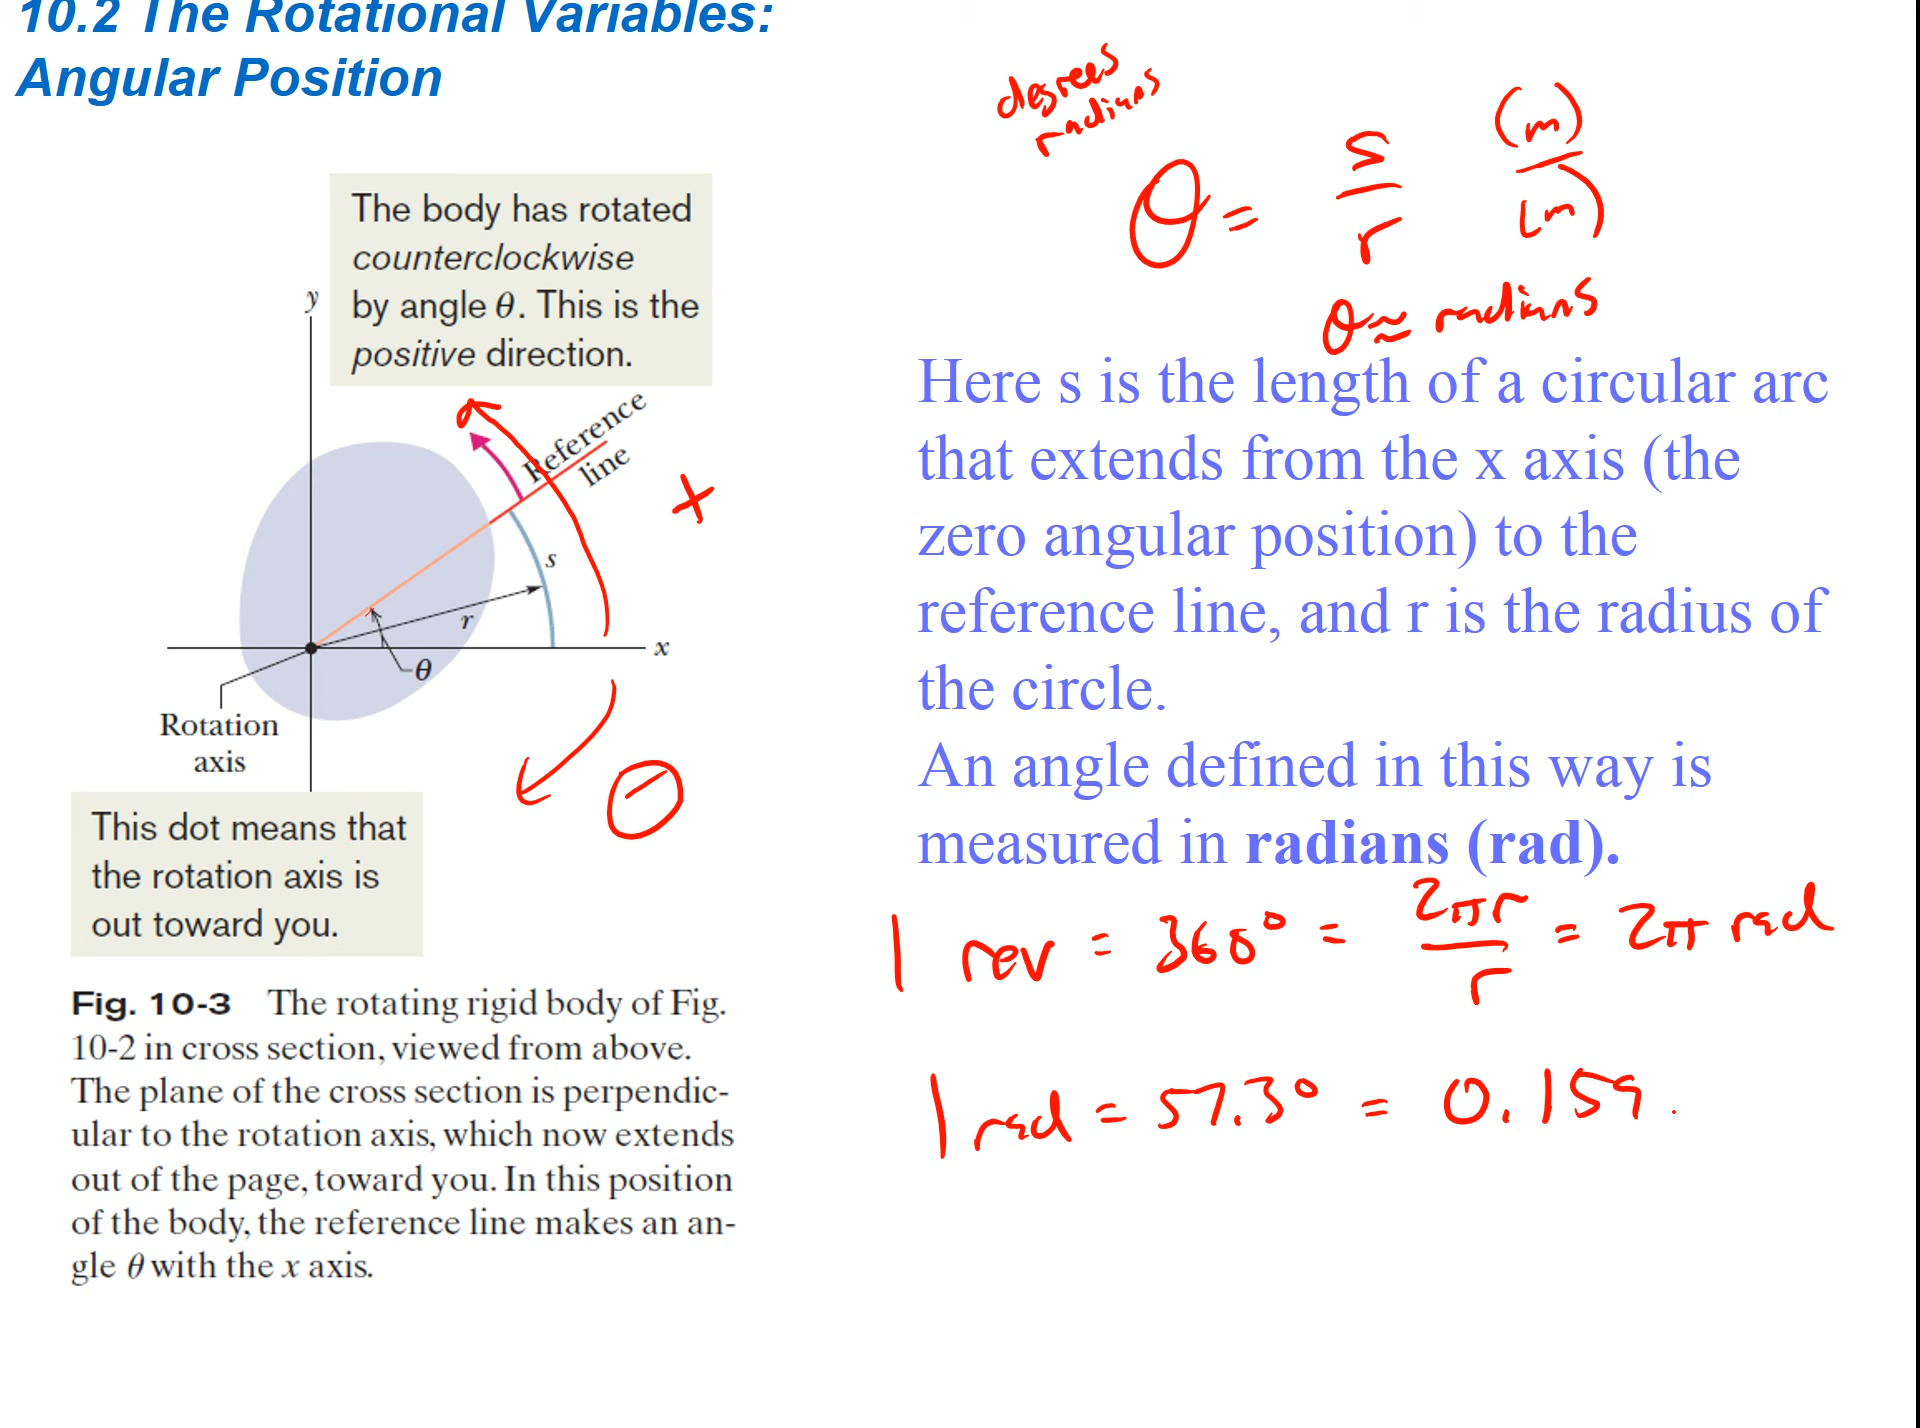 10.2 The Rotational Variables:
Angular Position
degrees
radians
θ = s/r (m)/(m)
θ ≈ radians
The body has rotated
counterclockwise
by angle θ. This is the
positive direction.
y
Reference
line
+
s
r
x
θ
Rotation
axis
−
This dot means that
the rotation axis is
out toward you.
Fig. 10-3 The rotating rigid body of Fig.
10-2 in cross section, viewed from above.
The plane of the cross section is perpendic-
ular to the rotation axis, which now extends
out of the page, toward you. In this position
of the body, the reference line makes an an-
gle θ with the x axis.
Here s is the length of a circular arc
that extends from the x axis (the
zero angular position) to the
reference line, and r is the radius of
the circle.
An angle defined in this way is
measured in radians (rad).
1 rev = 360° = 2πr/r = 2π rad
1 rad = 57.3° = 0.159